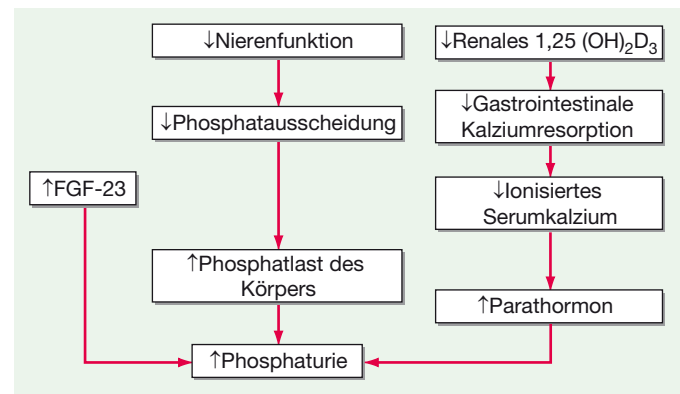 ↓Nierenfunktion
↓Renales 1,25 (OH)₂D₃
↓Phosphatausscheidung
↓Gastrointestinale
Kalziumresorption
↑FGF-23
↓Ionisiertes
Serumkalzium
↑Phosphatlast des
Körpers
↑Parathormon
↑Phosphaturie